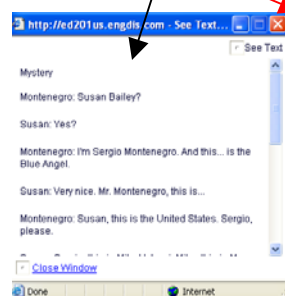 http://ed201us.engdis.com - See Text...
See Text
Mystery
Montenegro: Susan Bailey?
Susan: Yes?
Montenegro: I'm Sergio Montenegro. And this... is the
Blue Angel.
Susan: Very nice. Mr. Montenegro, this is...
Montenegro: Susan, this is the United States. Sergio,
please.
Close Window
Done
Internet